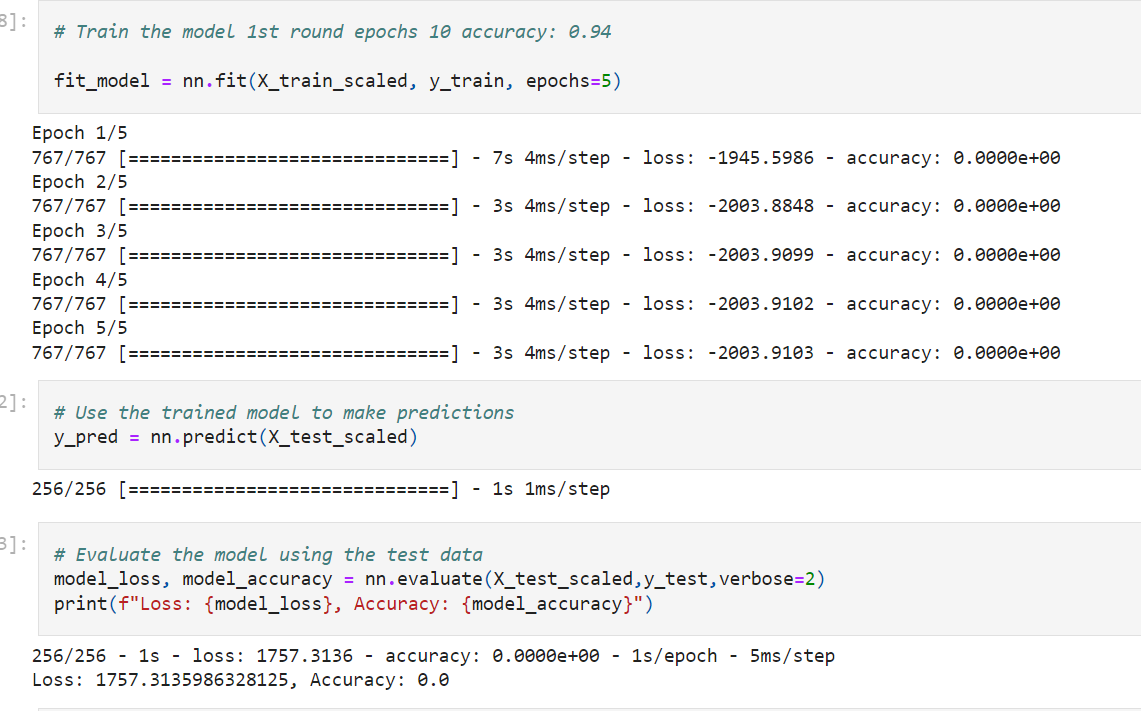 8]:
# Train the model 1st round epochs 10 accuracy: 0.94
fit_model = nn.fit(X_train_scaled, y_train, epochs=5)
Epoch 1/5
767/767 [==============================] - 7s 4ms/step - loss: -1945.5986 - accuracy: 0.0000e+00
Epoch 2/5
767/767 [==============================] - 3s 4ms/step - loss: -2003.8848 - accuracy: 0.0000e+00
Epoch 3/5
767/767 [==============================] - 3s 4ms/step - loss: -2003.9099 - accuracy: 0.0000e+00
Epoch 4/5
767/767 [==============================] - 3s 4ms/step - loss: -2003.9102 - accuracy: 0.0000e+00
Epoch 5/5
767/767 [==============================] - 3s 4ms/step - loss: -2003.9103 - accuracy: 0.0000e+00
2]:
# Use the trained model to make predictions
y_pred = nn.predict(X_test_scaled)
256/256 [==============================] - 1s 1ms/step
3]:
# Evaluate the model using the test data
model_loss, model_accuracy = nn.evaluate(X_test_scaled,y_test,verbose=2)
print(f"Loss: {model_loss}, Accuracy: {model_accuracy}")
256/256 - 1s - loss: 1757.3136 - accuracy: 0.0000e+00 - 1s/epoch - 5ms/step
Loss: 1757.3135986328125, Accuracy: 0.0